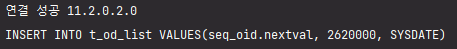 연결 성공 11.2.0.2.0
INSERT INTO t_od_list VALUES(seq_oid.nextval, 2620000, SYSDATE)